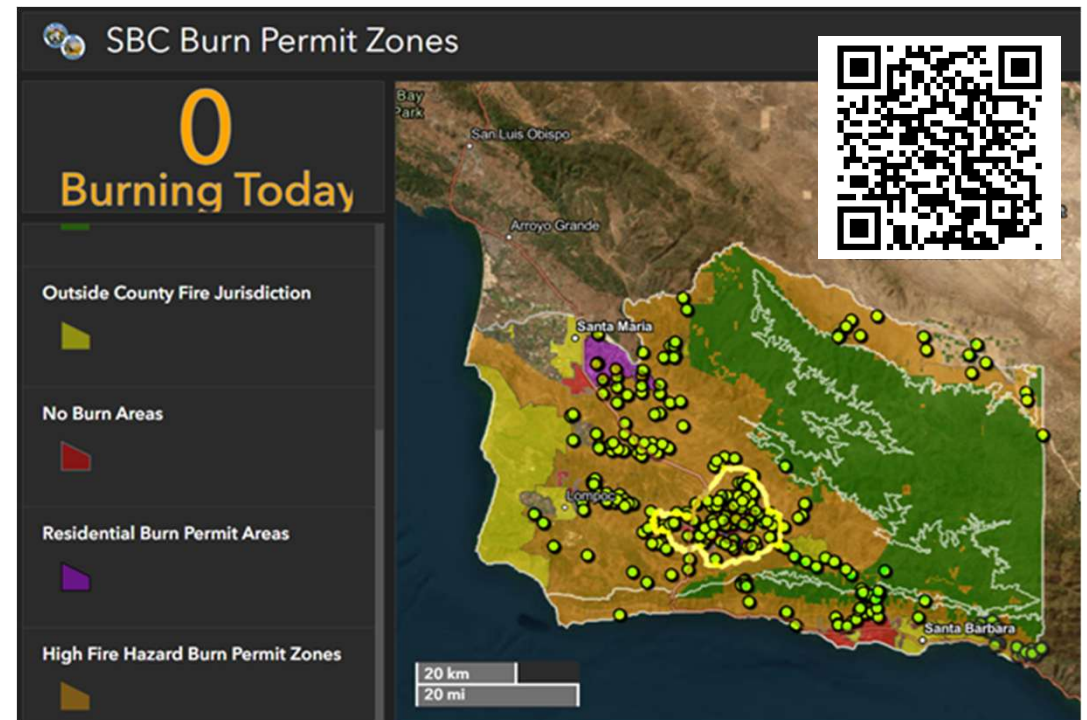 SBC Burn Permit Zones
0
Burning Today
Outside County Fire Jurisdiction
No Burn Areas
Residential Burn Permit Areas
High Fire Hazard Burn Permit Zones
Bay
Park
San Luis Obispo
Arroyo Grande
Santa Maria
Lompoc
Santa Barbara
20 km
20 mi